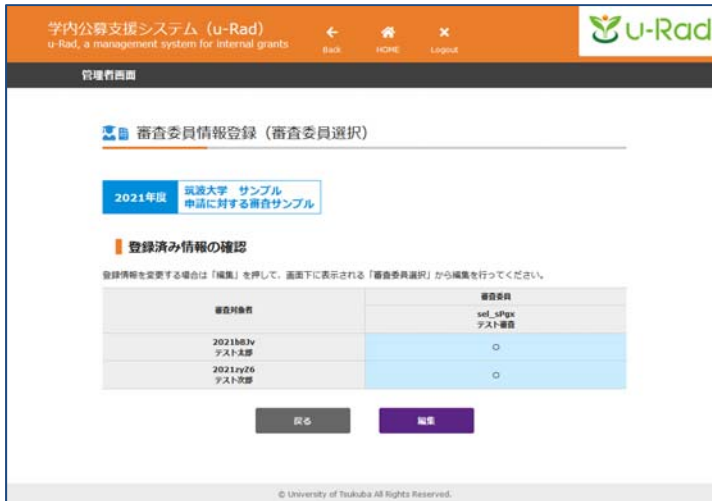 学内公募支援システム（u-Rad）
u-Rad, a management system for internal grants
Back
HOME
Logout
u-Rad
管理者画面
審査委員情報登録（審査委員選択）
2021年度
筑波大学　サンプル
申請に対する審査サンプル
登録済み情報の確認
登録情報を変更する場合は「編集」を押して、画面下に表示される「審査委員選択」から編集を行ってください。
審査対象者
審査委員
sel_sPgx
テスト審査
2021b8Jv
テスト太郎
○
2021zyZ6
テスト次郎
○
戻る
編集
© University of Tsukuba All Rights Reserved.